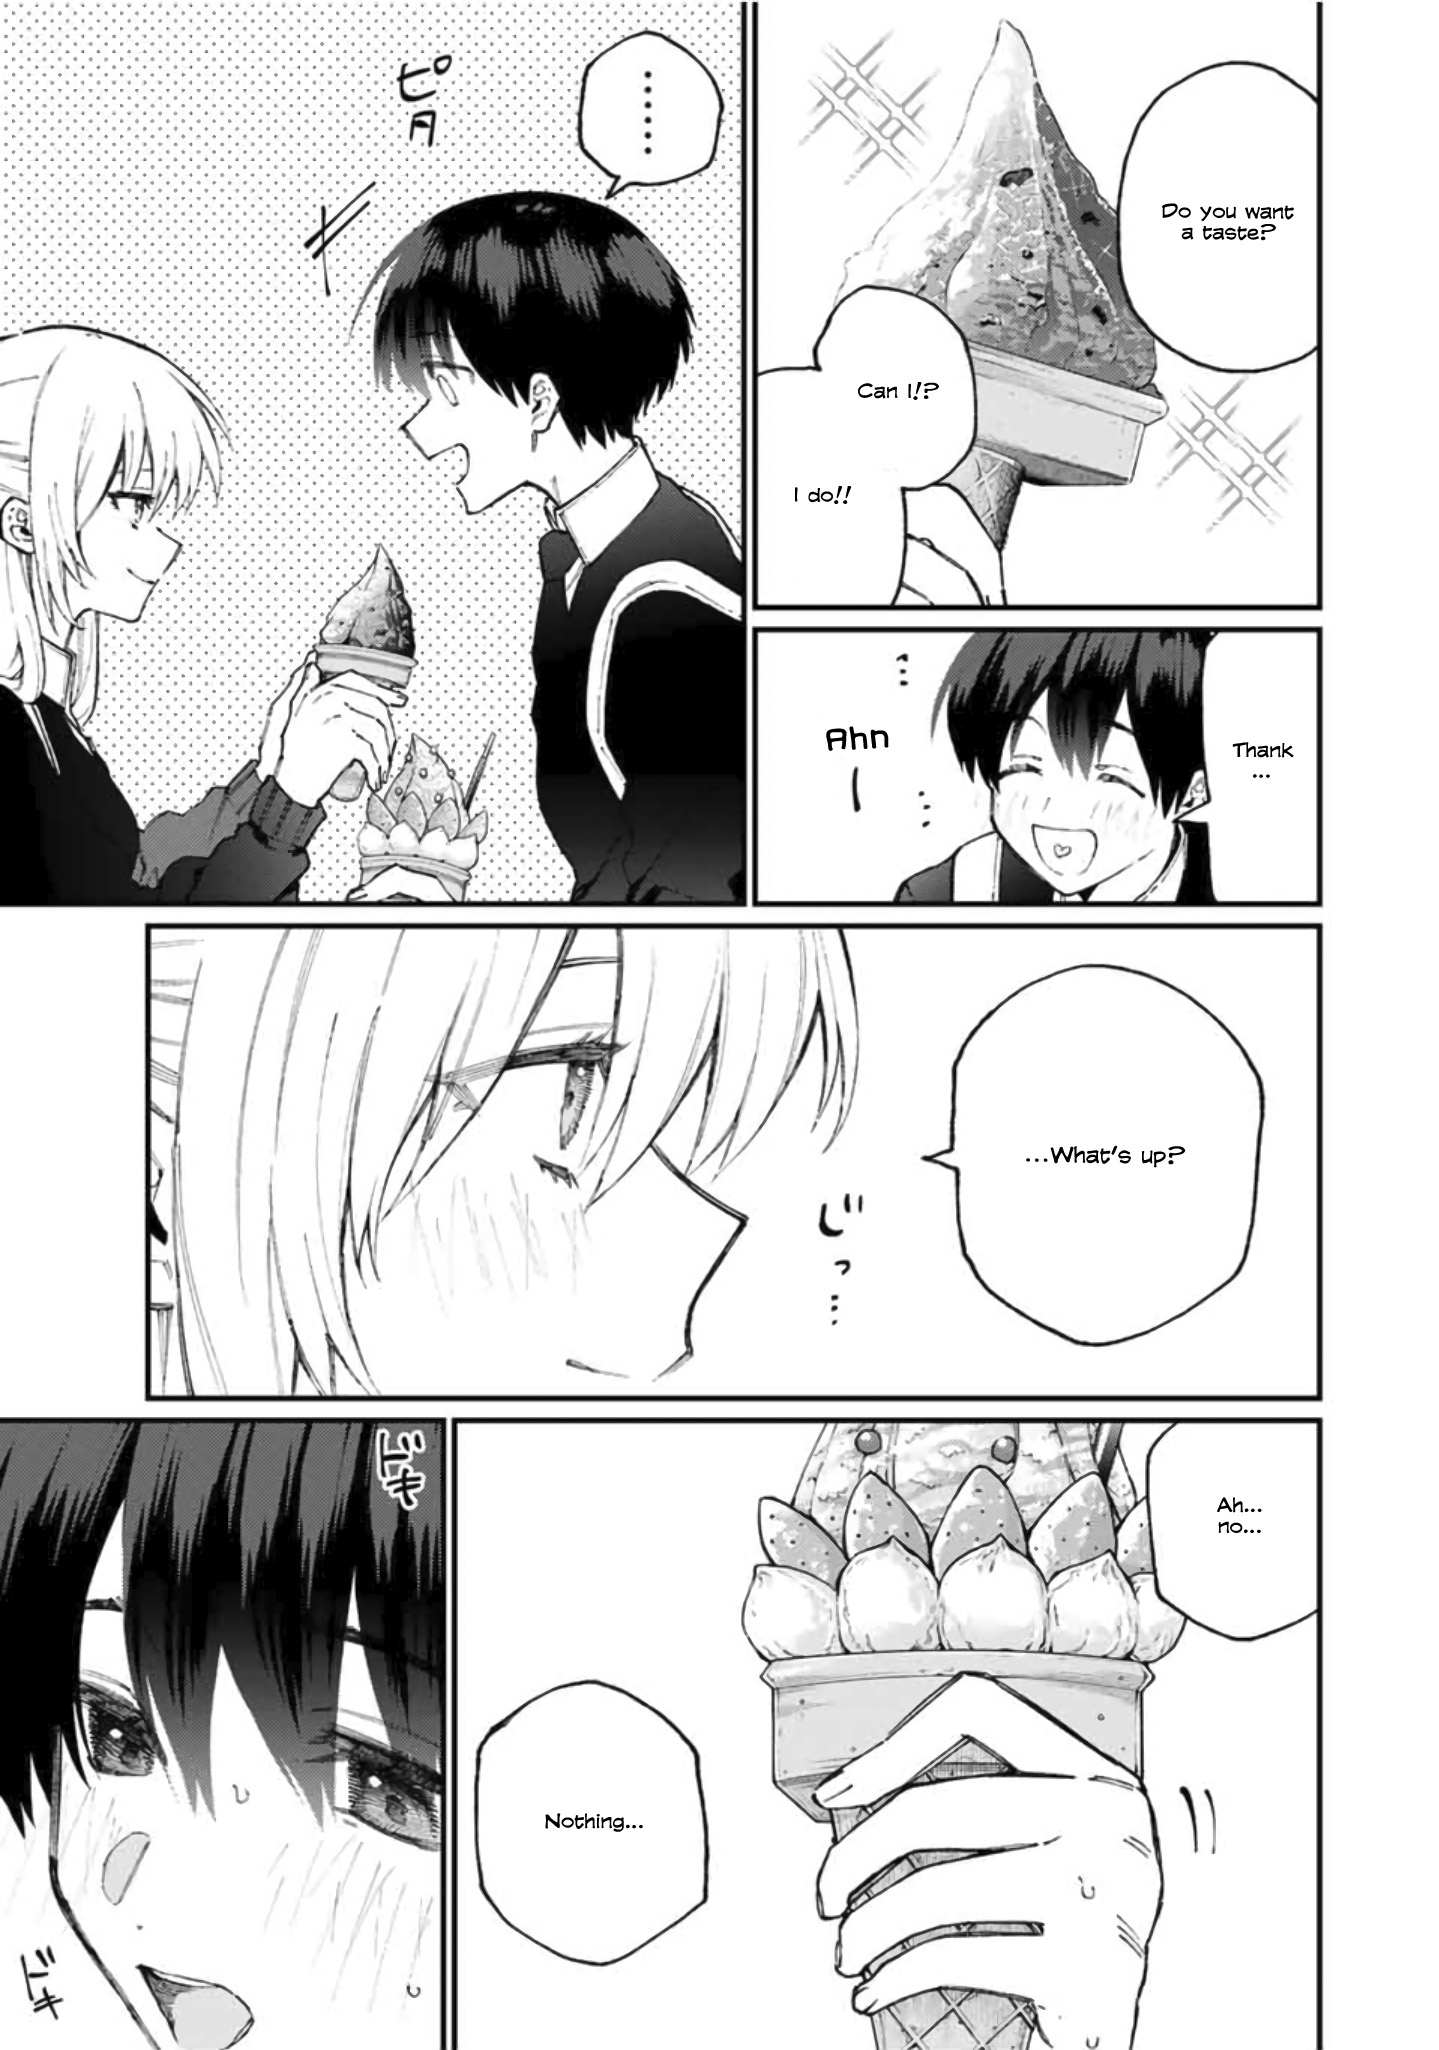 Do you want
a taste?
Can I!?
I do!!
Thank
...
Ahn
......
ピタ
...What's up?
じっ…
Ah...
no...
Nothing...
ドキ
ドキ